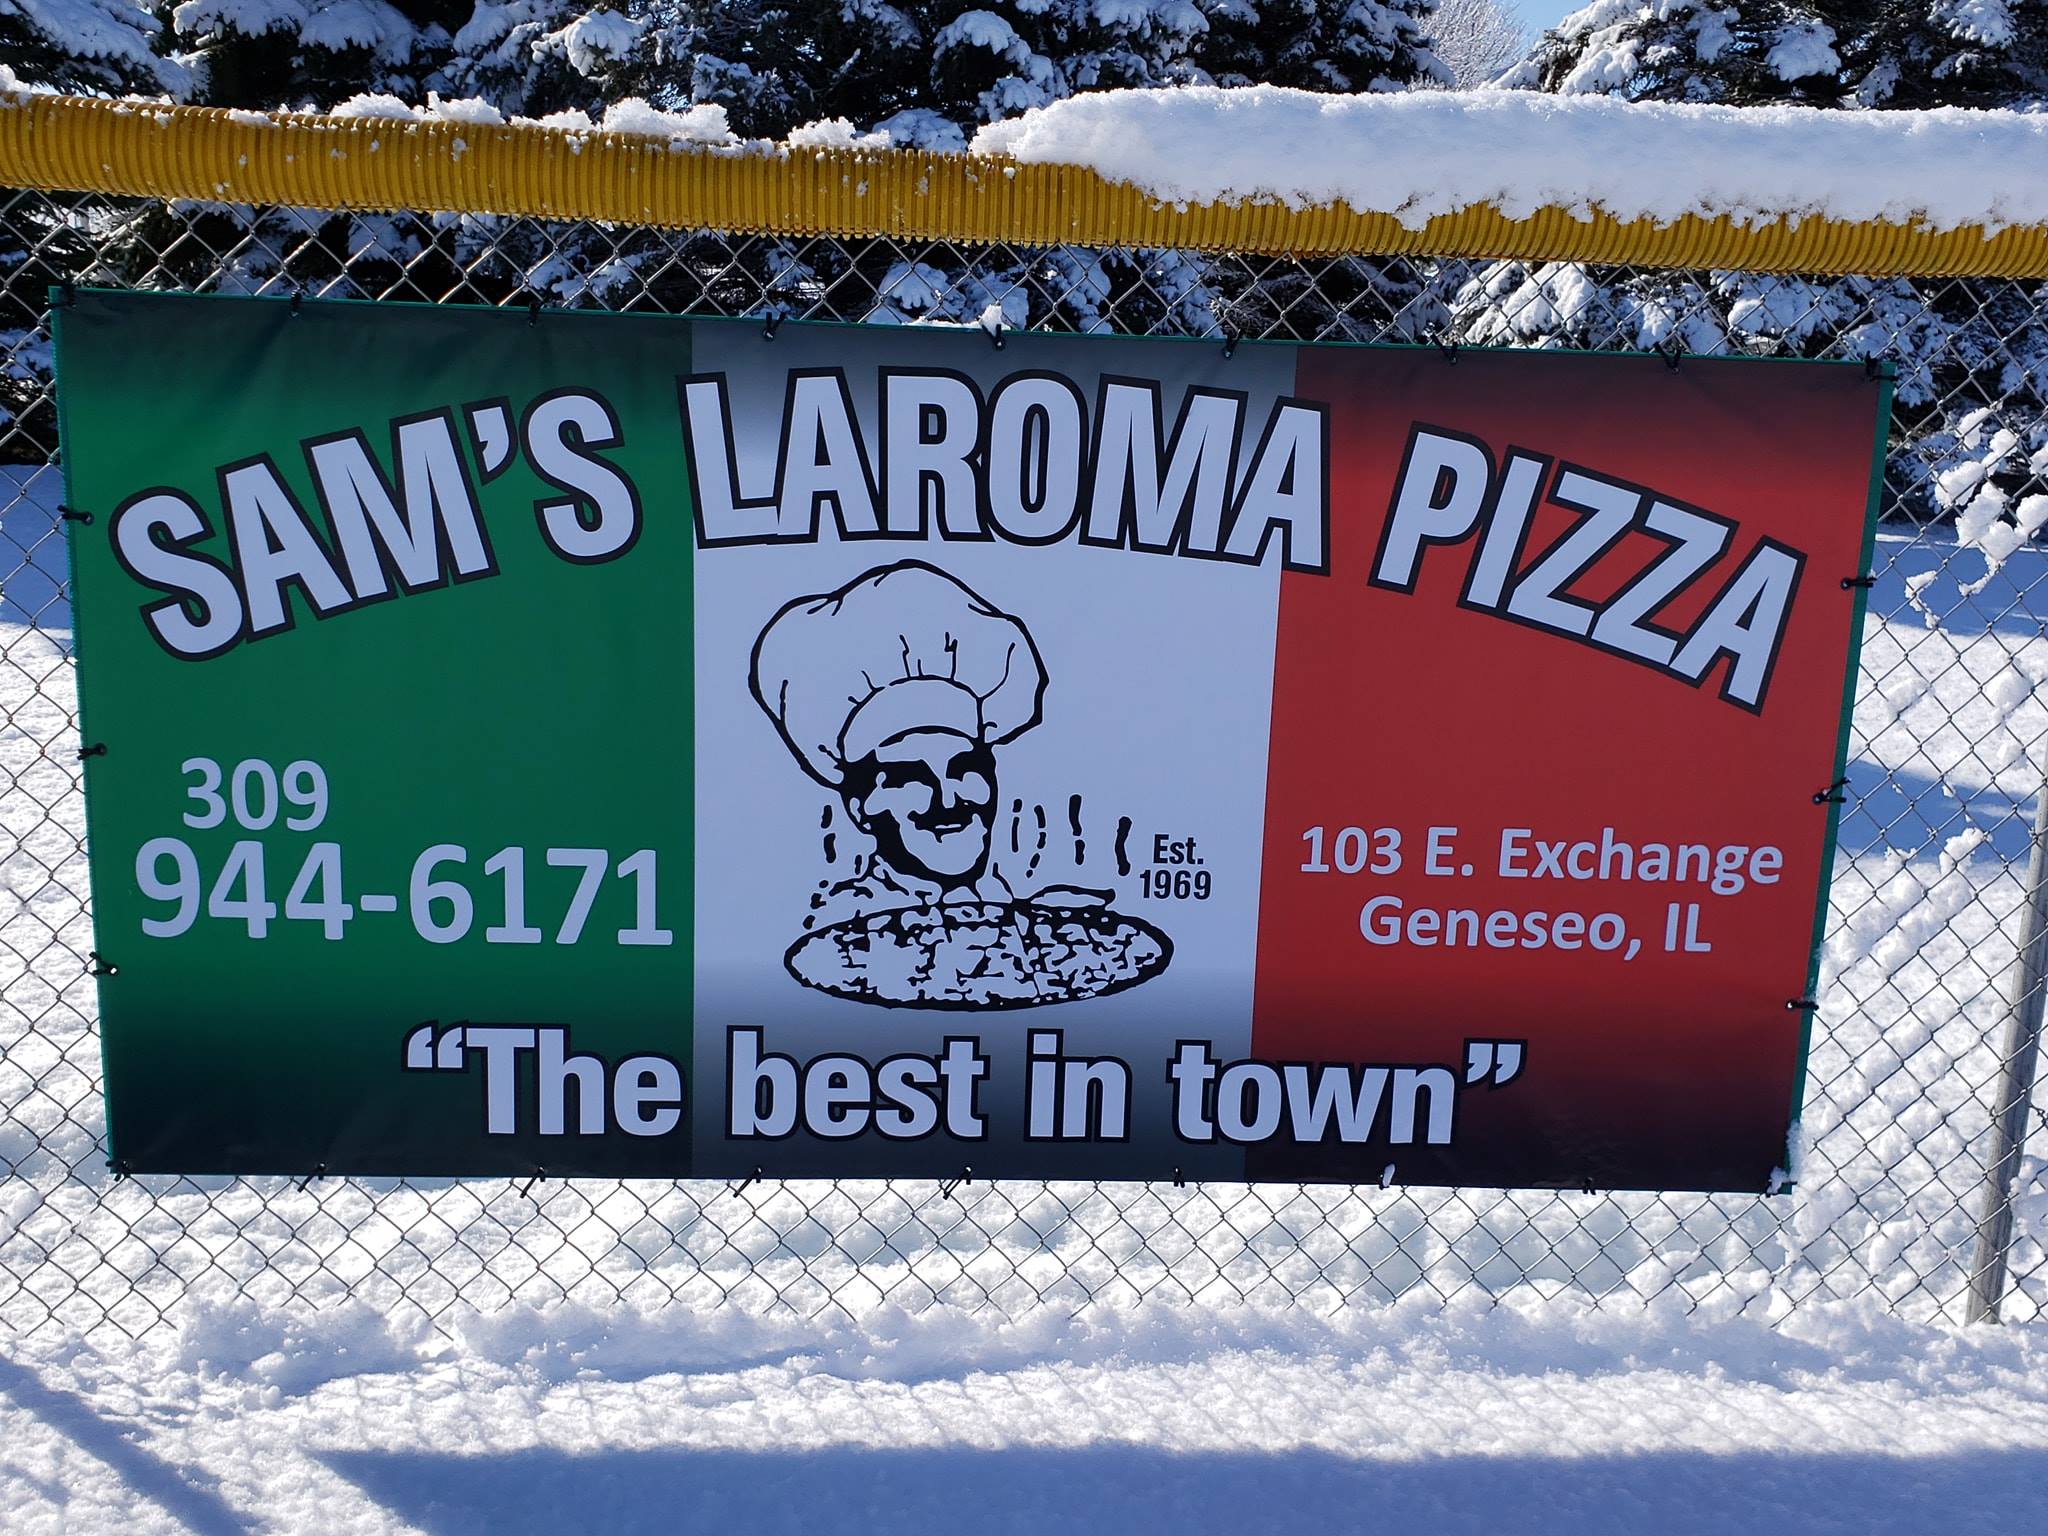 SAM'S LAROMA PIZZA
309
944-6171
Est.
1969
103 E. Exchange
Geneseo, IL
“The best in town”